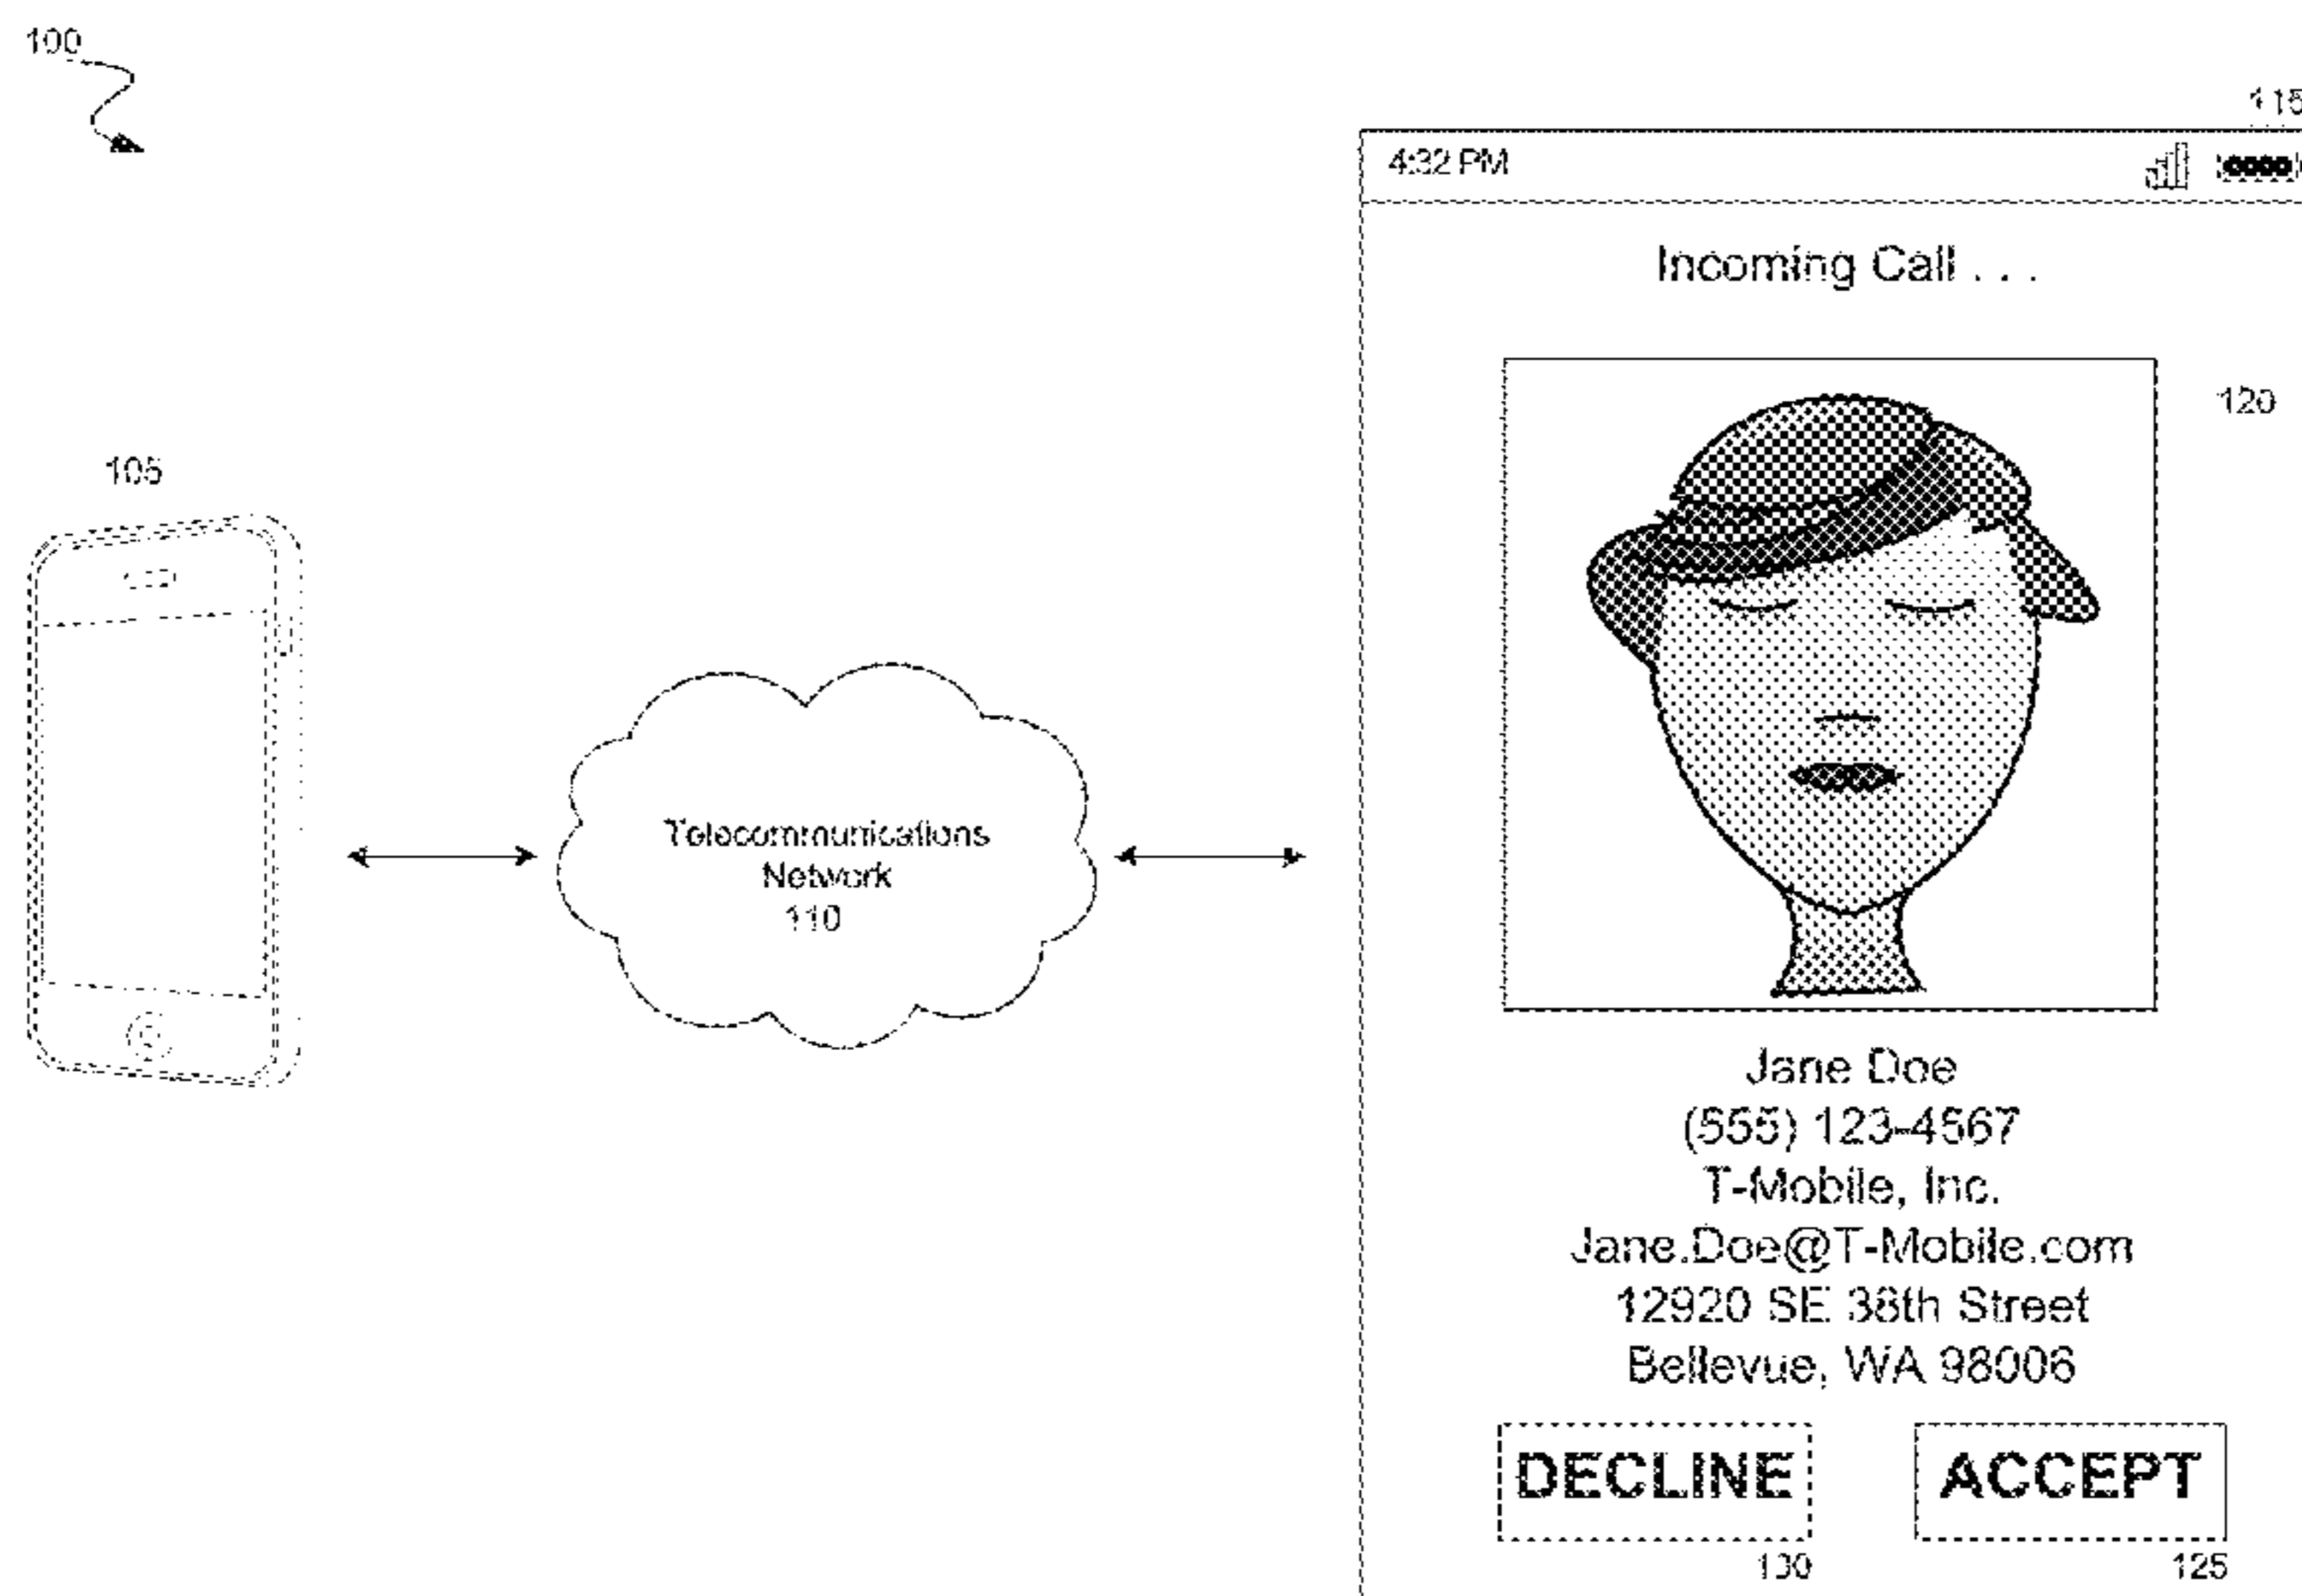 100
115
4:32 PM
Incoming Call . . .
120
105
Telecommunications
Network
110
Jane Doe
(555) 123-4567
T-Mobile, Inc.
Jane.Doe@T-Mobile.com
12920 SE 38th Street
Bellevue, WA 98006
DECLINE
ACCEPT
130
125